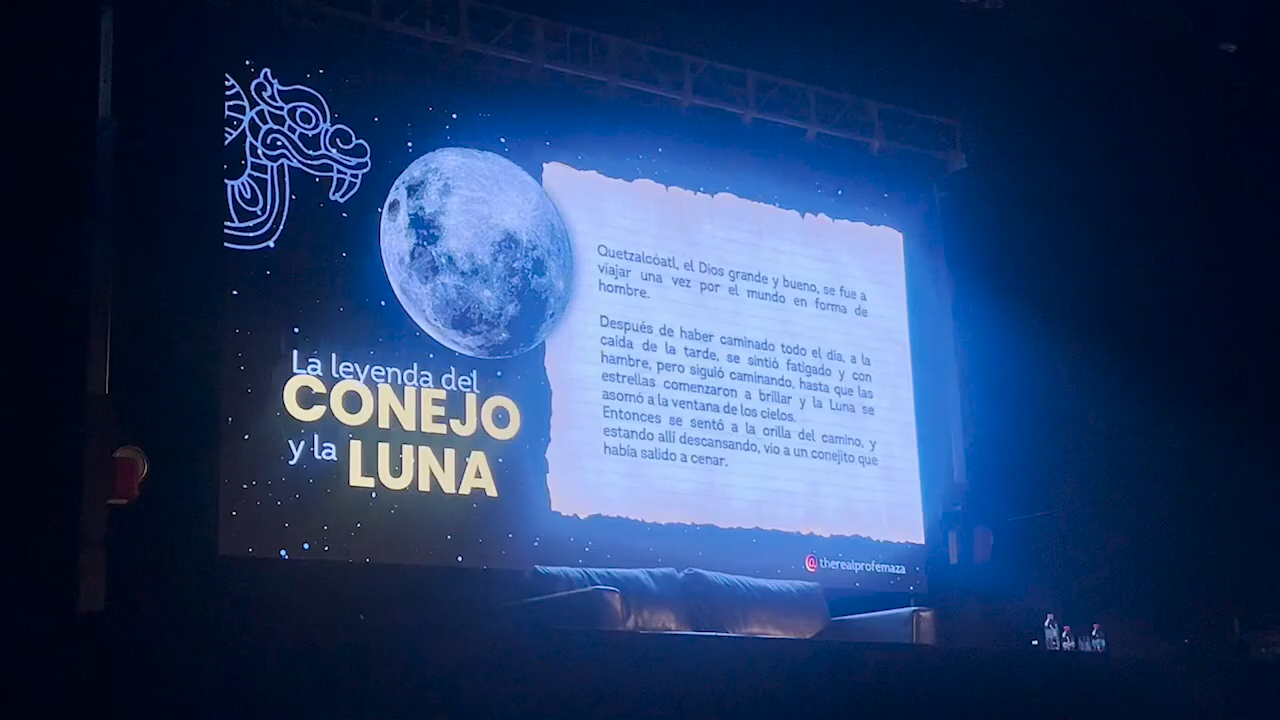 La leyenda del
CONEJO
y la LUNA
Quetzalcóatl, el Dios grande y bueno, se fue a
viajar una vez por el mundo en forma de
hombre.
Después de haber caminado todo el día, a la
caída de la tarde, se sintió fatigado y con
hambre, pero siguió caminando, hasta que las
estrellas comenzaron a brillar y la Luna se
asomó a la ventana de los cielos.
Entonces se sentó a la orilla del camino, y
estando allí descansando, vio a un conejito que
había salido a cenar.
@therealprofemaza